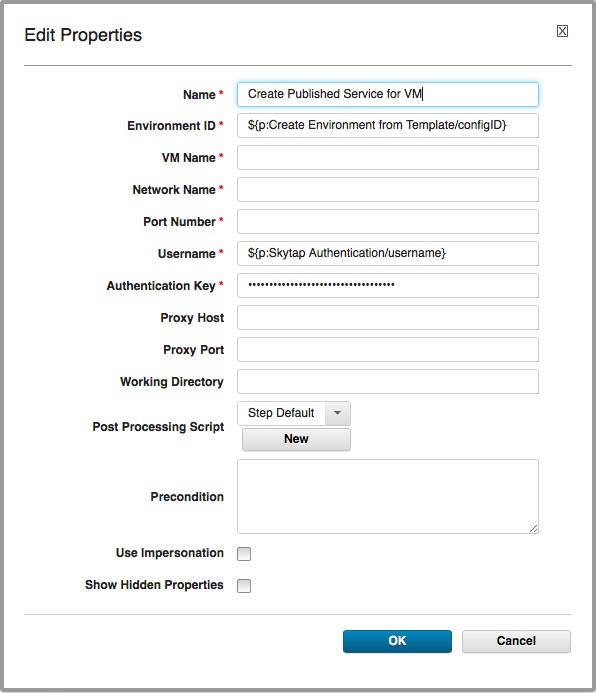 Edit Properties
Name * Create Published Service for VM
Environment ID * ${p:Create Environment from Template/configID}
VM Name *
Network Name *
Port Number *
Username * ${p:Skytap Authentication/username}
Authentication Key * •••••••••••••••••••••••••••••••••••
Proxy Host
Proxy Port
Working Directory
Post Processing Script Step Default
New
Precondition
Use Impersonation
Show Hidden Properties
OK Cancel